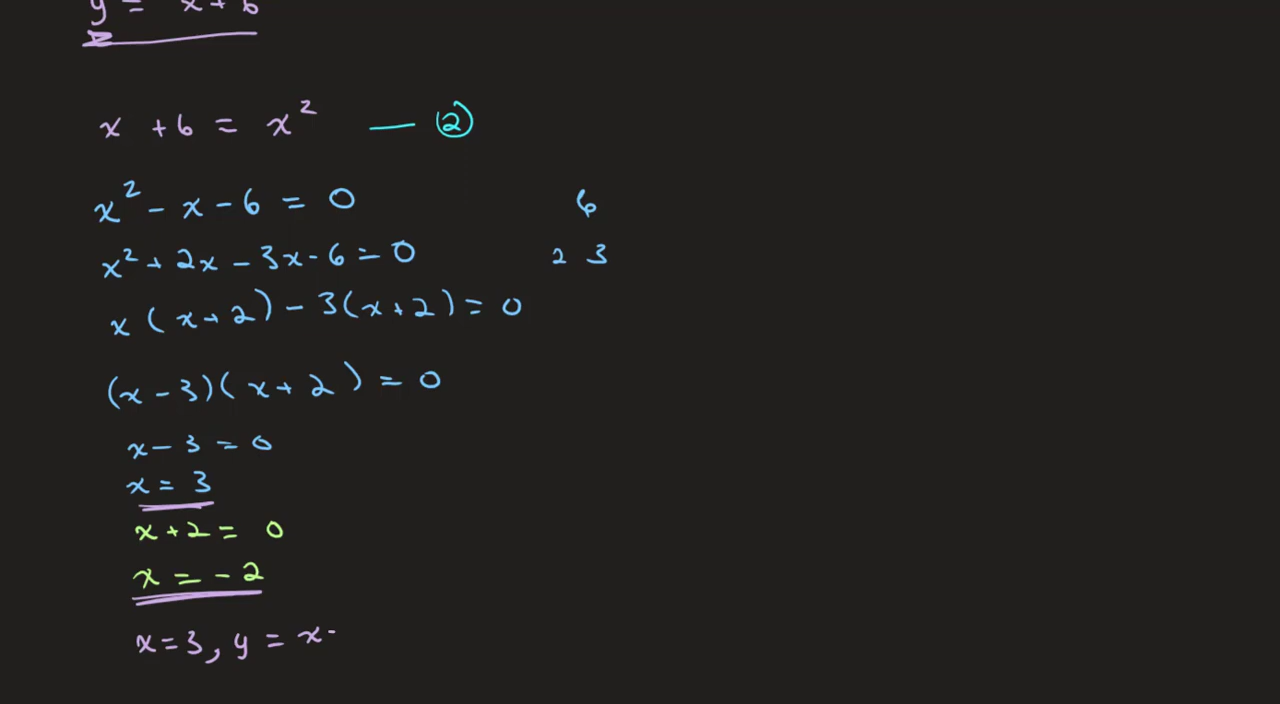 y = x + 6
x + 6 = x² — ②
x² - x - 6 = 0
6
x² + 2x - 3x - 6 = 0
2 3
x (x + 2) - 3(x + 2) = 0
(x - 3)(x + 2) = 0
x - 3 = 0
x = 3
x + 2 = 0
x = - 2
x = 3, y = x